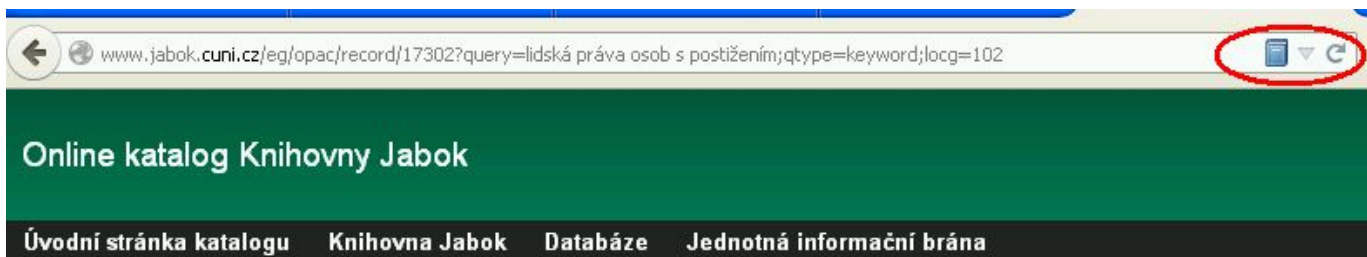 www.jabok.cuni.cz/eg/opac/record/17302?query=lidská práva osob s postižením;qtype=keyword;locg=102
Online katalog Knihovny Jabok
Úvodní stránka katalogu Knihovna Jabok Databáze Jednotná informační brána